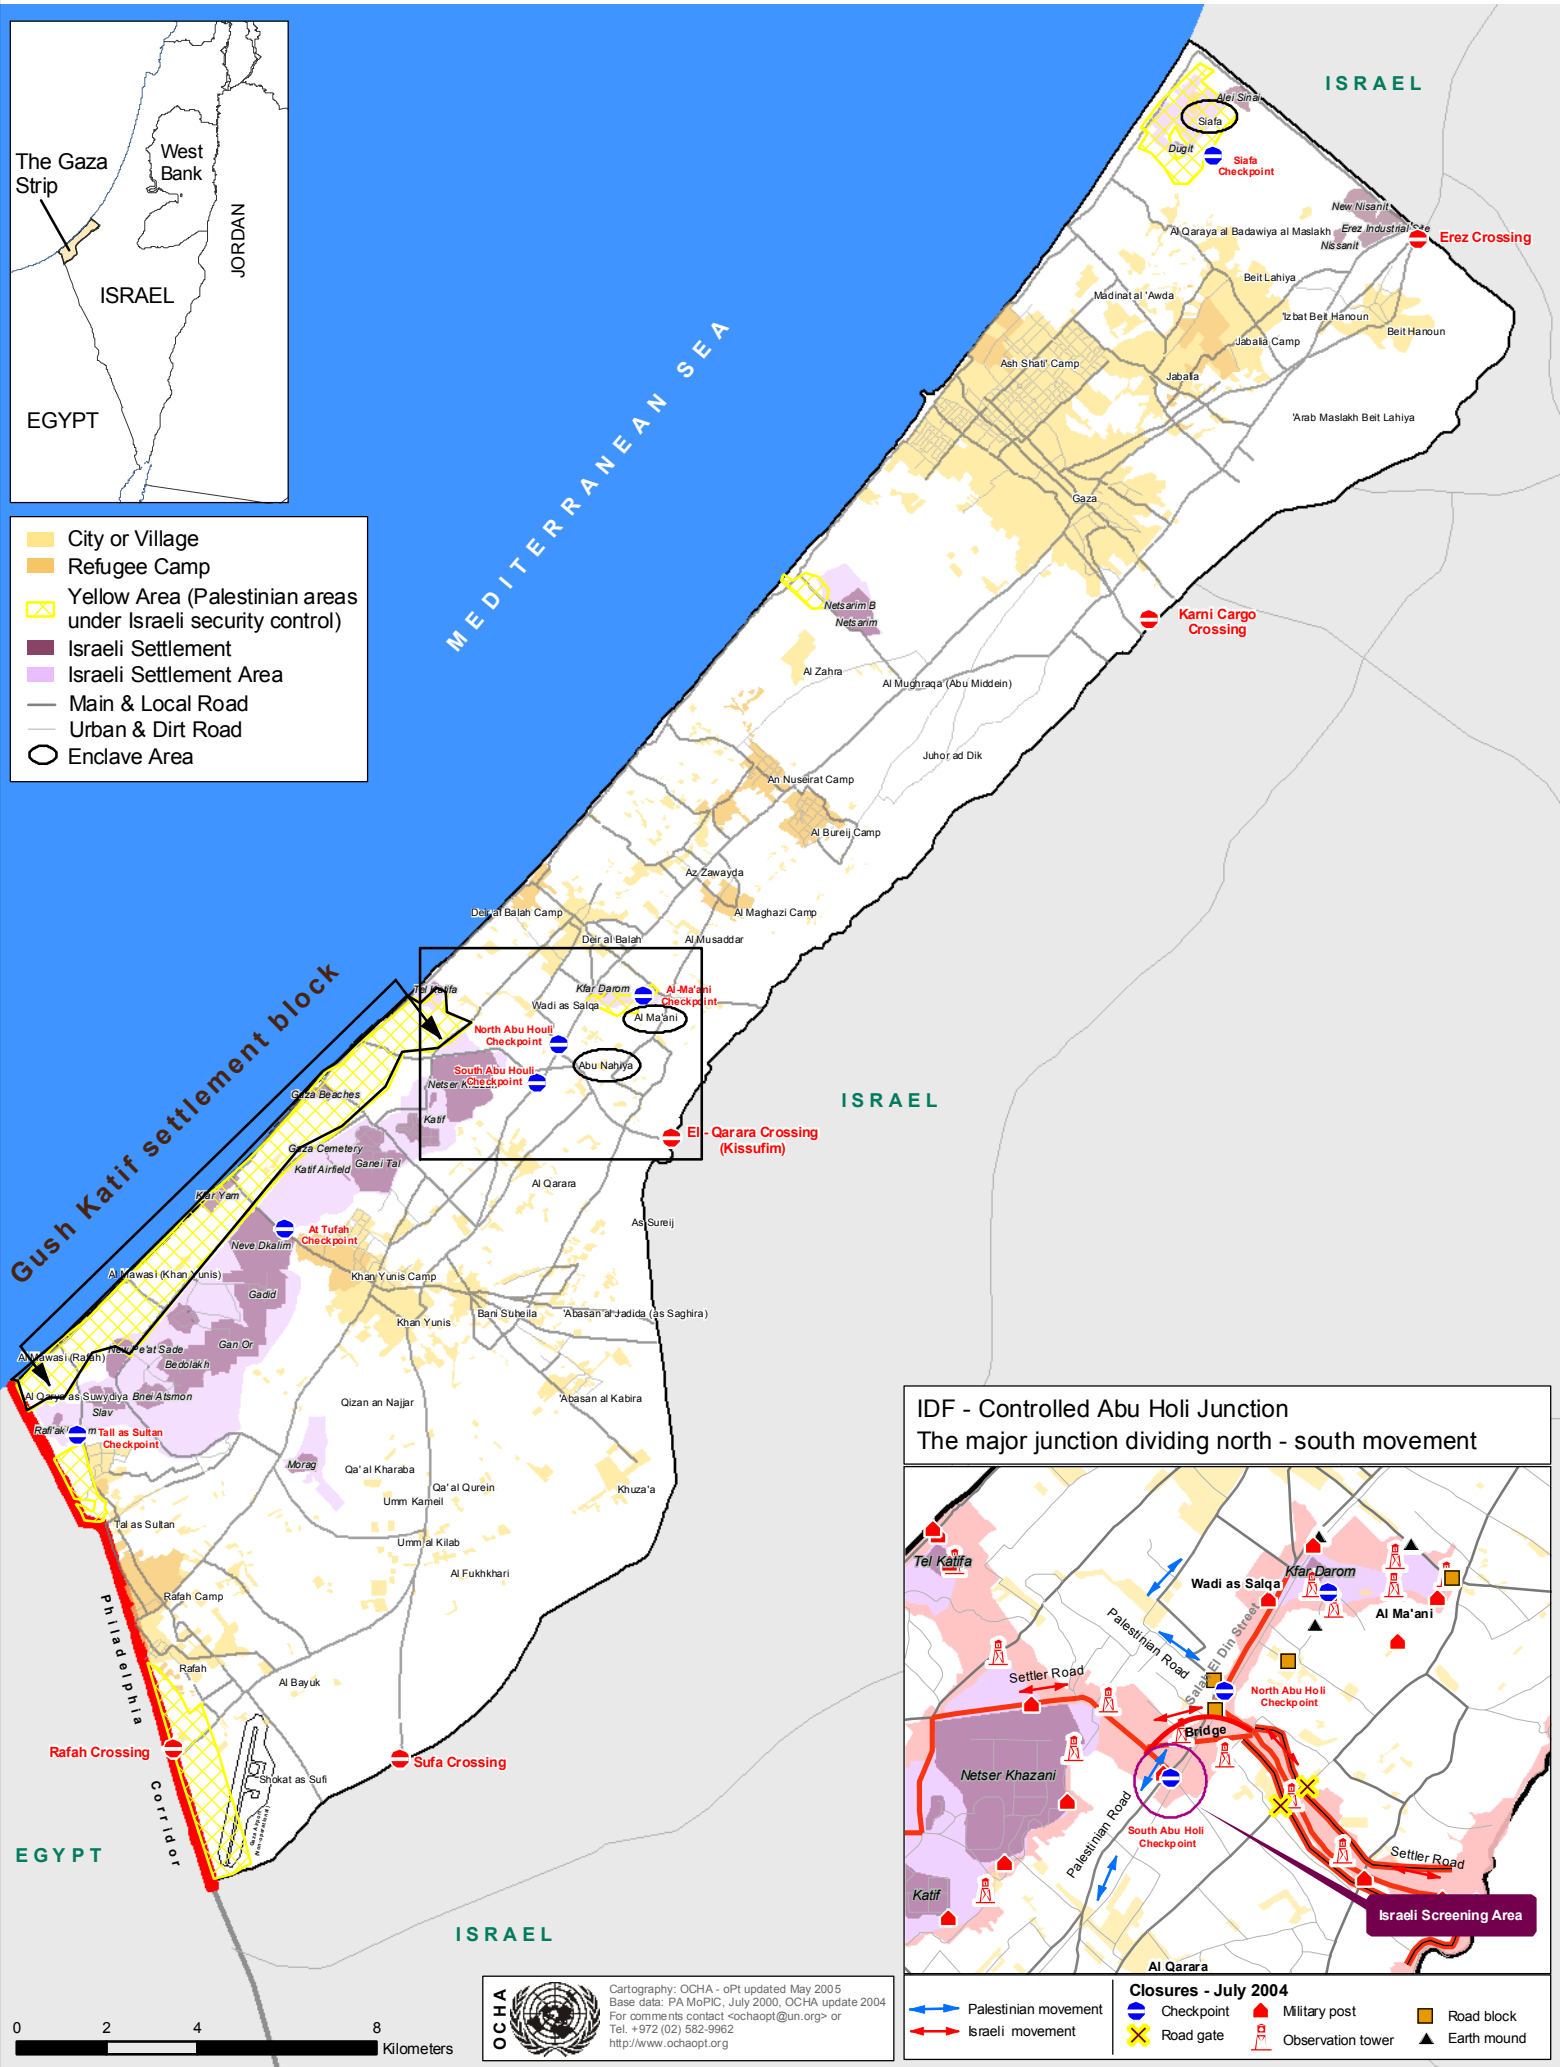 The Gaza
Strip
West
Bank
JORDAN
ISRAEL
EGYPT
City or Village
Refugee Camp
Yellow Area (Palestinian areas
under Israeli security control)
Israeli Settlement
Israeli Settlement Area
Main & Local Road
Urban & Dirt Road
Enclave Area
MEDITERRANEAN SEA
ISRAEL
Alei Sinai
Siafa
Dugit
Siafa
Checkpoint
New Nisanit
Erez Industrial Site
Nissanit
Erez Crossing
Al Qaraya al Badawiya al Maslakh
Beit Lahiya
Madinat al 'Awda
'Izbat Beit Hanoun
Beit Hanoun
Jabalia Camp
Ash Shati' Camp
Jabalia
'Arab Maslakh Beit Lahiya
Gaza
Netsarim B
Netsarim
Karni Cargo
Crossing
Al Zahra
Al Mughraqa (Abu Middein)
Juhor ad Dik
An Nuseirat Camp
Al Bureij Camp
Az Zawayda
Al Maghazi Camp
Deir al Balah Camp
Deir al Balah
Al Musaddar
Gush Katif settlement block
Tel Katifa
Kfar Darom
Al-Ma'ani
Checkpoint
Wadi as Salqa
Al Ma'ani
North Abu Houli
Checkpoint
Abu Nahiya
South Abu Houli
Checkpoint
Netser Khazani
Gaza Beaches
Katif
ISRAEL
El - Qarara Crossing
(Kissufim)
Gaza Cemetery
Ganei Tal
Katif Airfield
Al Qarara
Kfar Yam
As Sureij
At Tufah
Checkpoint
Neve Dkalim
Al Mawasi (Khan Yunis)
Khan Yunis Camp
Gadid
Bani Suheila
'Abasan al Jadida (as Saghira)
Khan Yunis
Gan Or
New Pe'at Sade
Al Mawasi (Rafah)
Bedolakh
Al Qarya as Suwydiya
Bnei Atsmon
Slav
'Abasan al Kabira
Qizan an Najjar
Tall as Sultan
Checkpoint
Morag
Qa' al Kharaba
Qa' al Qurein
Khuza'a
Umm Kameil
Tal as Sultan
Umm al Kilab
Al Fukhkhari
Rafah Camp
Philadelphia Corridor
Rafah
Al Bayuk
Rafah Crossing
Sufa Crossing
Shokat as Sufi
Gaza Airport
(Non-operational)
EGYPT
ISRAEL
IDF - Controlled Abu Holi Junction
The major junction dividing north - south movement
Tel Katifa
Kfar Darom
Wadi as Salqa
Al Ma'ani
Palestinian Road
Salah El Din Street
Settler Road
North Abu Holi
Checkpoint
Bridge
Netser Khazani
South Abu Holi
Checkpoint
Palestinian Road
Settler Road
Katif
Israeli Screening Area
Al Qarara
Palestinian movement
Israeli movement
Closures - July 2004
Checkpoint
Military post
Road block
Road gate
Observation tower
Earth mound
0 2 4 8
Kilometers
OCHA
Cartography: OCHA - oPt updated May 2005
Base data: PA MoPIC, July 2000, OCHA update 2004
For comments contact <ochaopt@un.org> or
Tel. +972 (02) 582-9962
http://www.ochaopt.org